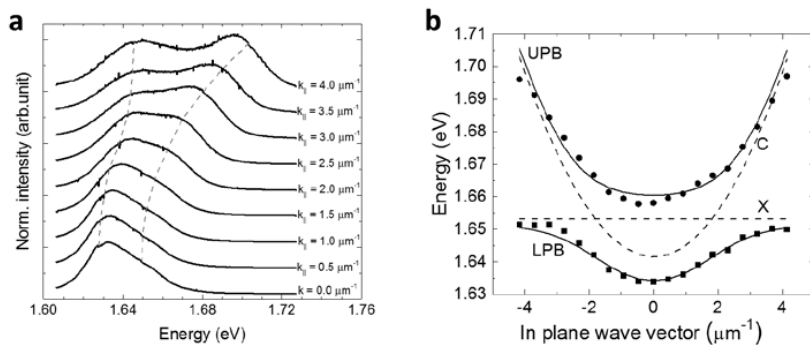 a
Norm. intensity (arb.unit)
k∥ = 4.0 μm⁻¹
k∥ = 3.5 μm⁻¹
k∥ = 3.0 μm⁻¹
k∥ = 2.5 μm⁻¹
k∥ = 2.0 μm⁻¹
k∥ = 1.5 μm⁻¹
k∥ = 1.0 μm⁻¹
k∥ = 0.5 μm⁻¹
k = 0.0 μm⁻¹
1.60 1.64 1.68 1.72 1.76
Energy (eV)
b
Energy (eV)
1.71
1.70
1.69
1.68
1.67
1.66
1.65
1.64
1.63
UPB
C
X
LPB
-4 -2 0 2 4
In plane wave vector (μm⁻¹)